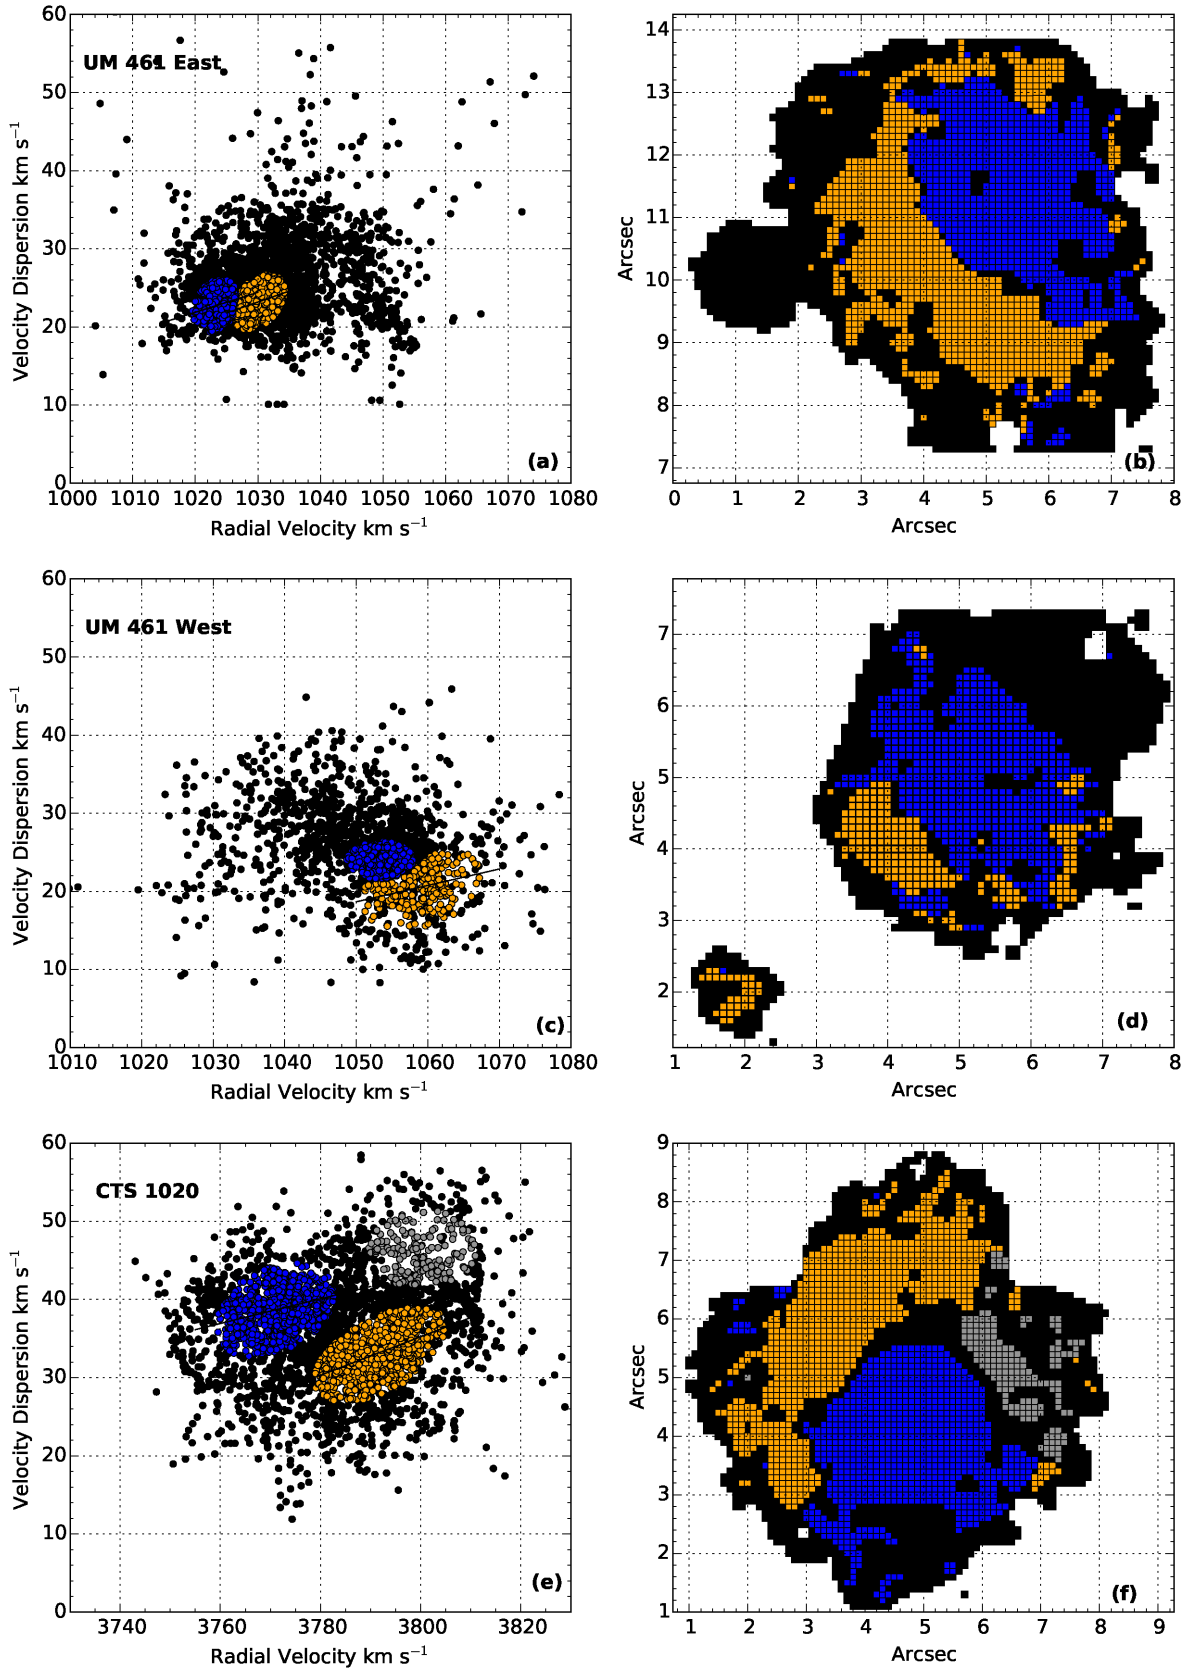 UM 461 East
Velocity Dispersion km s⁻¹
60
50
40
30
20
10
0
(a)
1000 1010 1020 1030 1040 1050 1060 1070 1080
Radial Velocity km s⁻¹
Arcsec
14
13
12
11
10
9
8
7
(b)
0 1 2 3 4 5 6 7 8
Arcsec
UM 461 West
Velocity Dispersion km s⁻¹
60
50
40
30
20
10
0
(c)
1010 1020 1030 1040 1050 1060 1070 1080
Radial Velocity km s⁻¹
Arcsec
7
6
5
4
3
2
(d)
1 2 3 4 5 6 7 8
Arcsec
CTS 1020
Velocity Dispersion km s⁻¹
60
50
40
30
20
10
0
(e)
3740 3760 3780 3800 3820
Radial Velocity km s⁻¹
Arcsec
9
8
7
6
5
4
3
2
1
(f)
1 2 3 4 5 6 7 8 9
Arcsec